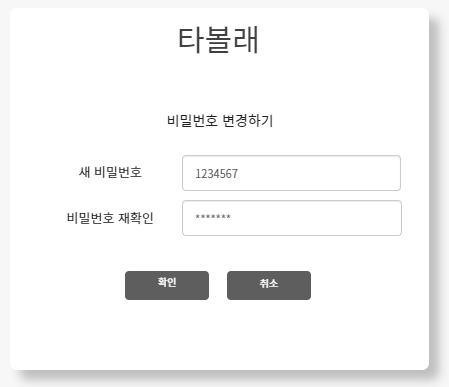 타볼래
비밀번호 변경하기
새 비밀번호 1234567
비밀번호 재확인 *******
확인 취소